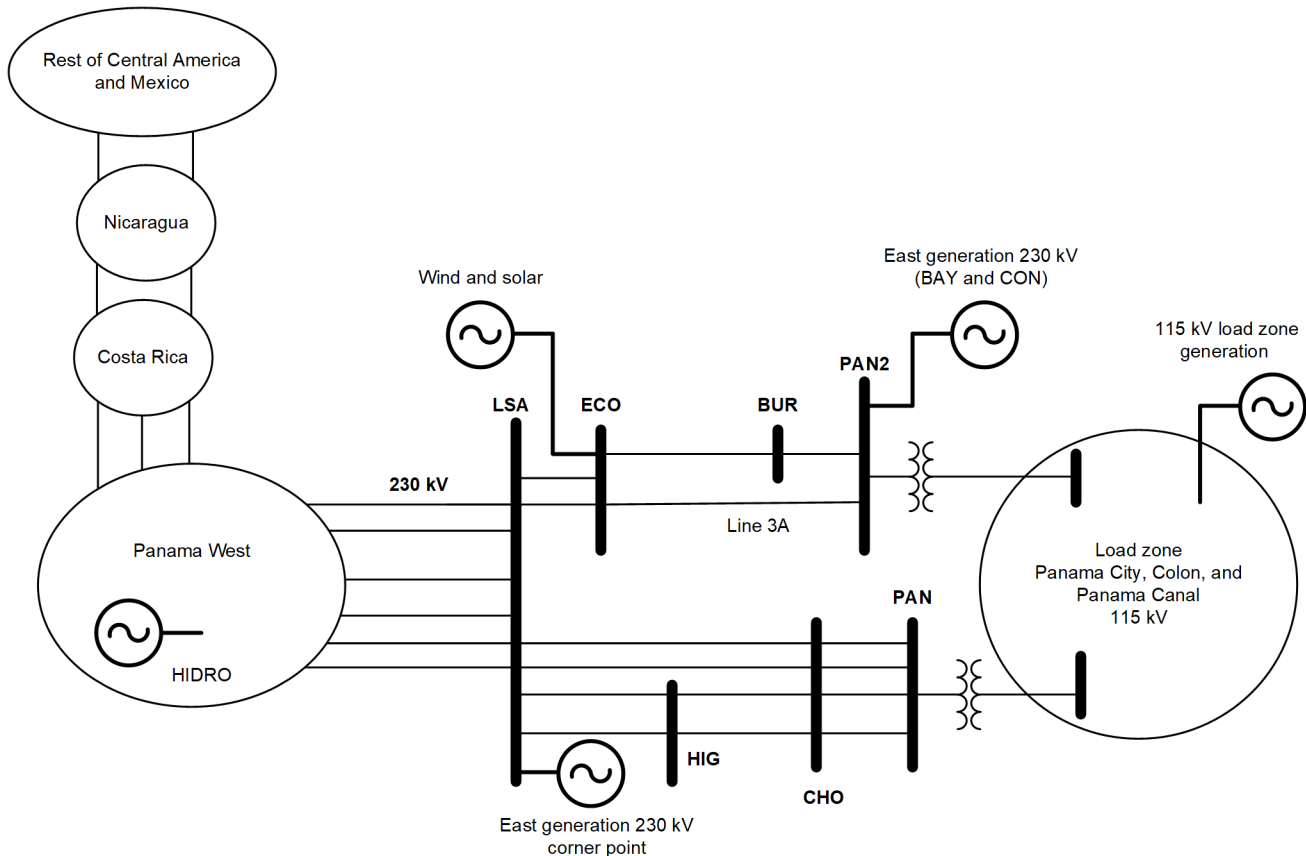 Rest of Central America
and Mexico
Nicaragua
Costa Rica
Wind and solar
East generation 230 kV
(BAY and CON)
115 kV load zone
generation
PAN2
LSA
ECO
BUR
230 kV
Line 3A
Panama West
HIDRO
Load zone
Panama City, Colon, and
Panama Canal
115 kV
PAN
HIG
CHO
East generation 230 kV
corner point